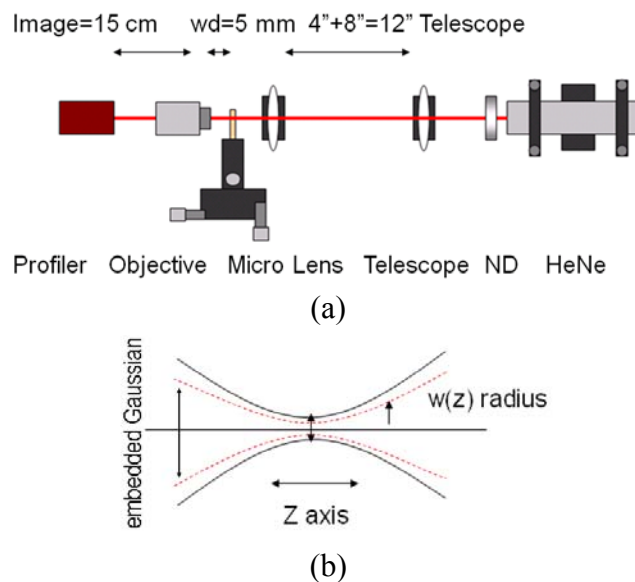 Image=15 cm wd=5 mm 4”+8”=12” Telescope
Profiler Objective Micro Lens Telescope ND HeNe
(a)
embedded Gaussian
w(z) radius
Z axis
(b)